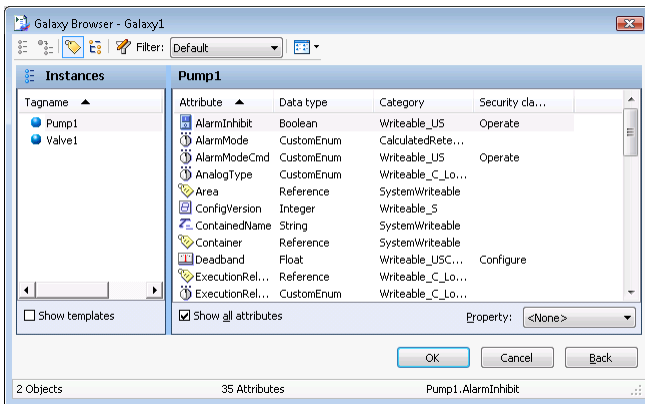 Galaxy Browser - Galaxy1
Filter: Default
Instances
Pump1
Tagname
Attribute Data type Category Security cla...
Pump1
Valve1
AlarmInhibit Boolean Writeable_US Operate
AlarmMode CustomEnum CalculatedRete...
AlarmModeCmd CustomEnum Writeable_US Operate
AnalogType CustomEnum Writeable_C_Lo...
Area Reference SystemWriteable
ConfigVersion Integer Writeable_S
ContainedName String SystemWriteable
Container Reference SystemWriteable
Deadband Float Writeable_USC... Configure
ExecutionRel... Reference Writeable_C_Lo...
ExecutionRel... CustomEnum Writeable_C_Lo...
Show templates
Show all attributes
Property: <None>
OK Cancel Back
2 Objects 35 Attributes Pump1.AlarmInhibit